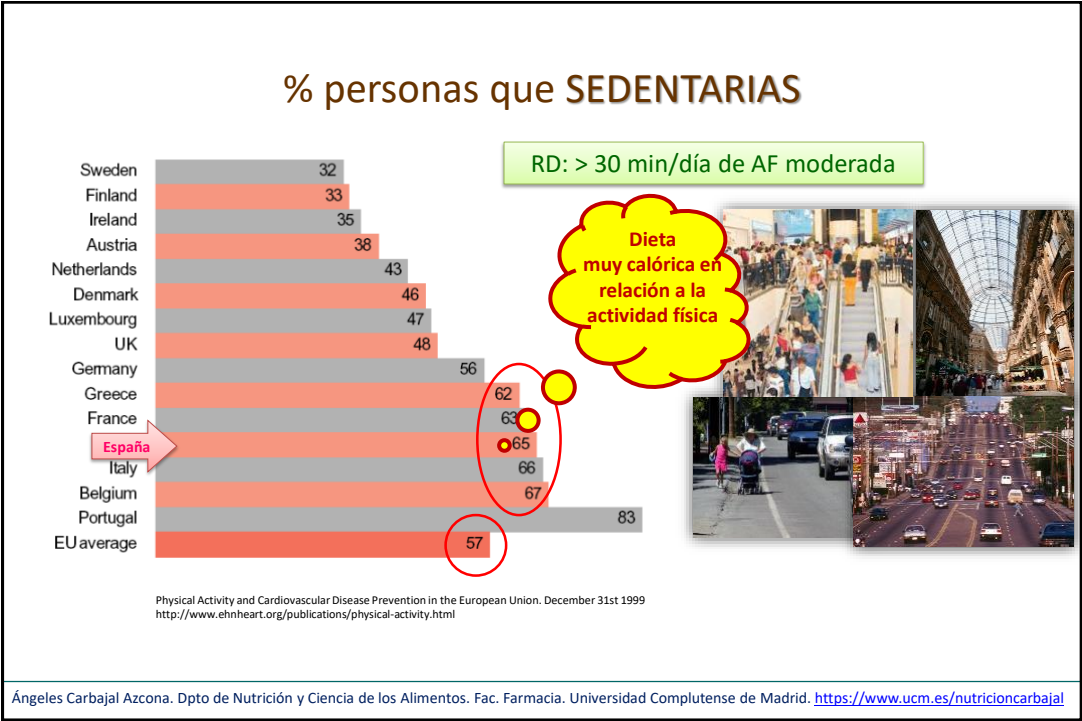 % personas que SEDENTARIAS
RD: > 30 min/día de AF moderada
Dieta
muy calórica en
relación a la
actividad física
Sweden 32
Finland 33
Ireland 35
Austria 38
Netherlands 43
Denmark 46
Luxembourg 47
UK 48
Germany 56
Greece 62
France 63
España 65
Italy 66
Belgium 67
Portugal 83
EU average 57
Physical Activity and Cardiovascular Disease Prevention in the European Union. December 31st 1999
http://www.ehnheart.org/publications/physical-activity.html
Ángeles Carbajal Azcona. Dpto de Nutrición y Ciencia de los Alimentos. Fac. Farmacia. Universidad Complutense de Madrid. https://www.ucm.es/nutricioncarbajal